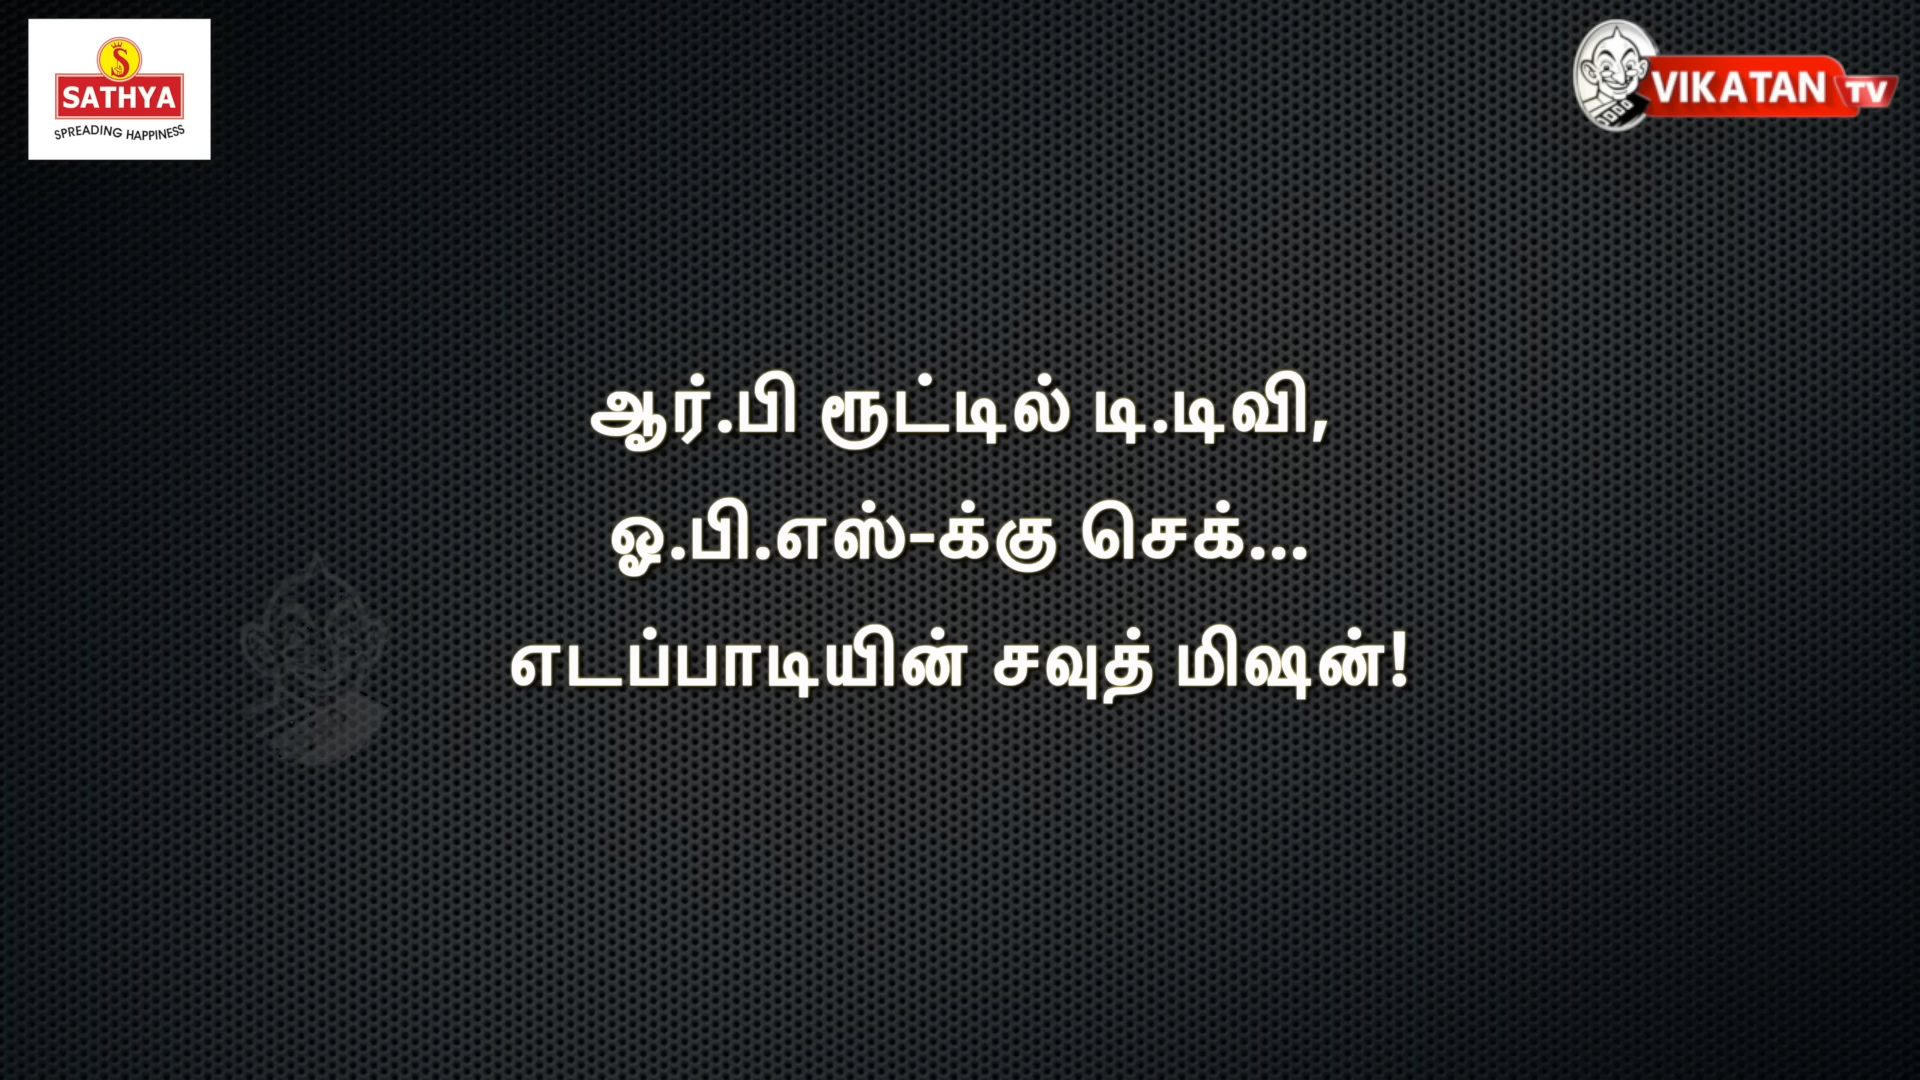 SATHYA
SPREADING HAPPINESS
VIKATAN TV
ஆர்.பி ரூட்டில் டி.டிவி,
ஓ.பி.எஸ்-க்கு செக்...
எடப்பாடியின் சவுத் மிஷன்!